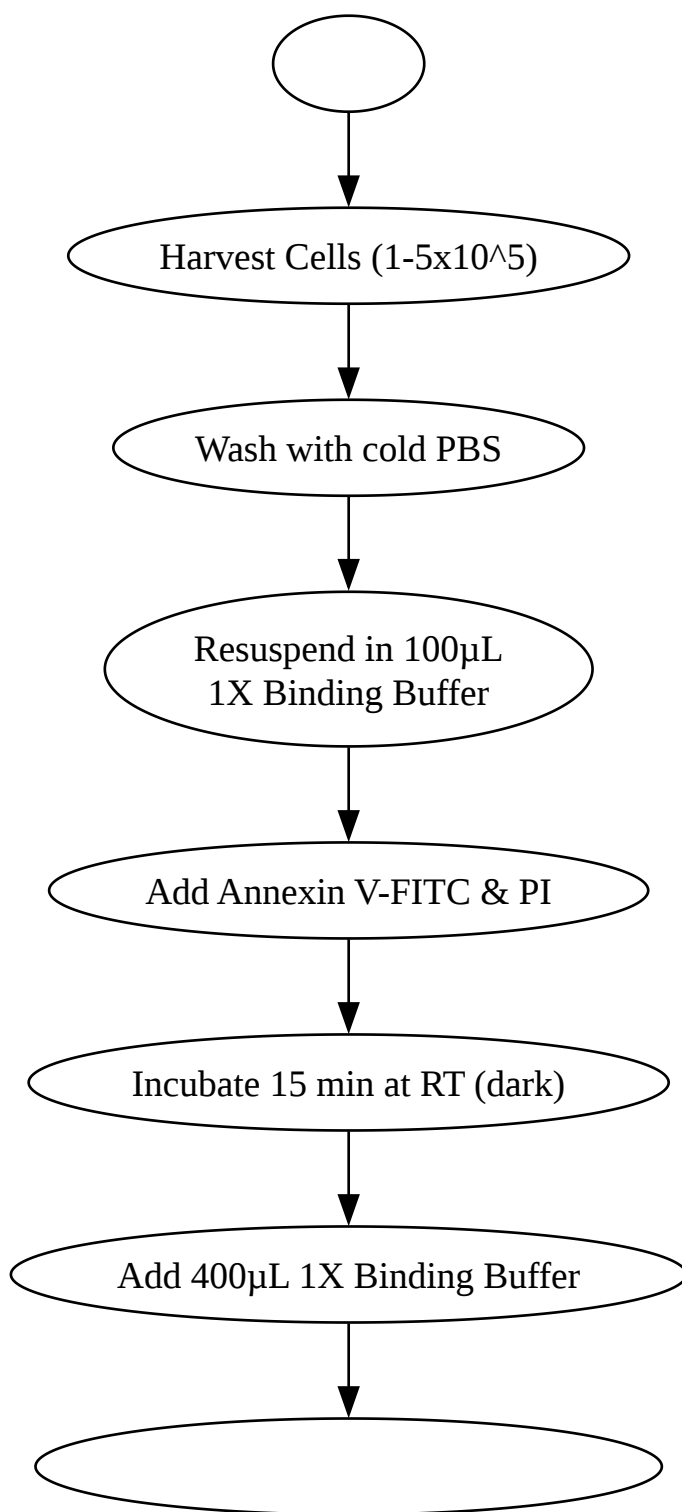 Harvest Cells (1-5x10^5)
Wash with cold PBS
Resuspend in 100µL
1X Binding Buffer
Add Annexin V-FITC & PI
Incubate 15 min at RT (dark)
Add 400µL 1X Binding Buffer